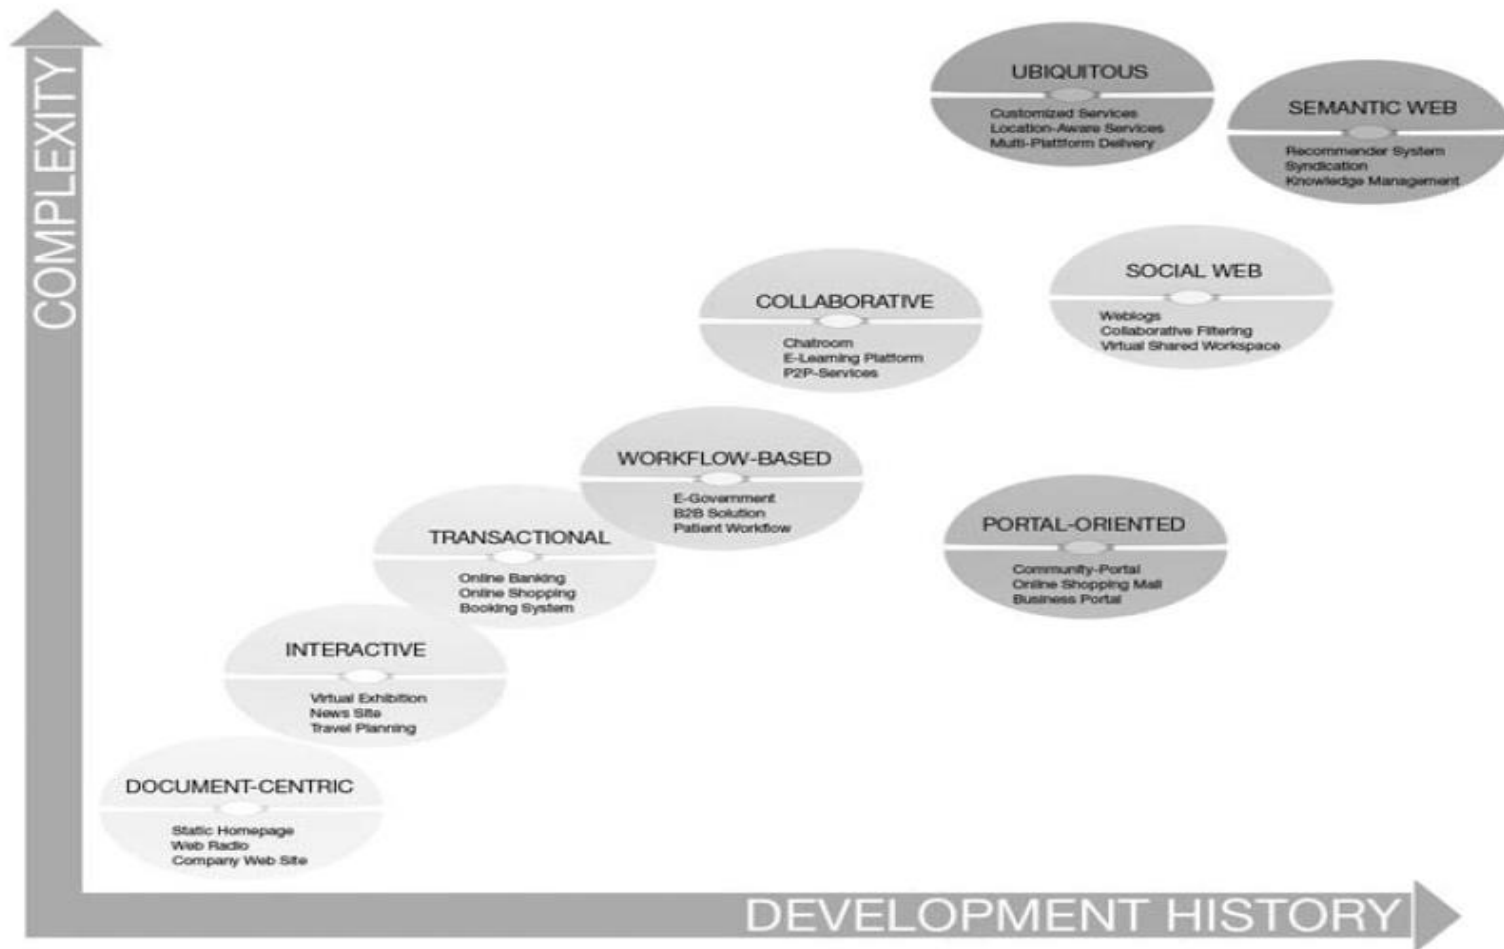 COMPLEXITY
UBIQUITOUS
Customized Services
Location-Aware Services
Multi-Plattform Delivery
SEMANTIC WEB
Recommender System
Syndication
Knowledge Management
SOCIAL WEB
Weblogs
Collaborative Filtering
Virtual Shared Workspace
COLLABORATIVE
Chatroom
E-Learning Platform
P2P-Services
WORKFLOW-BASED
E-Government
B2B Solution
Patient Workflow
PORTAL-ORIENTED
Community-Portal
Online Shopping Mall
Business Portal
TRANSACTIONAL
Online Banking
Online Shopping
Booking System
INTERACTIVE
Virtual Exhibition
News Site
Travel Planning
DOCUMENT-CENTRIC
Static Homepage
Web Radio
Company Web Site
DEVELOPMENT HISTORY